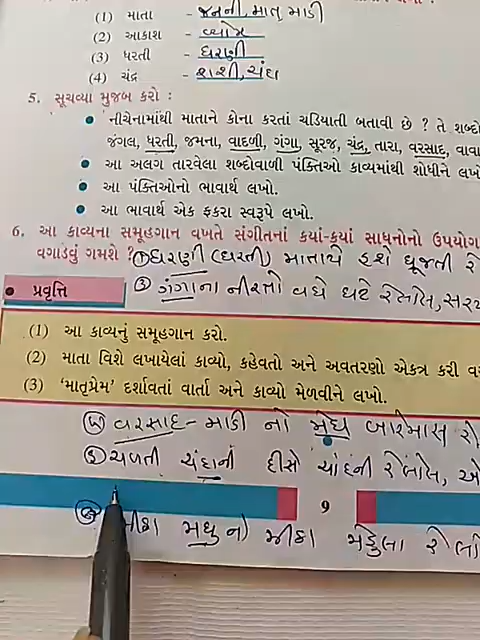 (1) માતા - જનની, માતૃ, માડી
(2) આકાશ - વ્યોમ
(3) ધરતી - ધરણી
(4) ચંદ્ર - શશી, ચંદા
5. સૂચવ્યા મુજબ કરો :
● નીચેનામાંથી માતાને કોના કરતાં ચડિયાતી બતાવી છે ? તે શબ્દો
જંગલ, ધરતી, જમના, વાદળી, ગંગા, સૂરજ, ચંદ્ર, તારા, વરસાદ, વાવા
● આ અલગ તારવેલા શબ્દોવાળી પંક્તિઓ કાવ્યમાંથી શોધીને લખો
● આ પંક્તિઓનો ભાવાર્થ લખો.
● આ ભાવાર્થ એક ફકરા સ્વરૂપે લખો.
6. આ કાવ્યના સમૂહગાન વખતે સંગીતનાં કયાં-કયાં સાધનોનો ઉપયોગ
વગાડવું ગમશે ? ① ધરણી (ધરતી) માતાયે હશે ધ્રૂજતી રે
● પ્રવૃત્તિ
ગંગાના નીરતો વધે ઘટે રેલોલ, સરખ
(1) આ કાવ્યનું સમૂહગાન કરો.
(2) માતા વિશે લખાયેલાં કાવ્યો, કહેવતો અને અવતરણો એકત્ર કરી વ
(3) ‘માતૃપ્રેમ’ દર્શાવતાં વાર્તા અને કાવ્યો મેળવીને લખો.
વરસાદ - માડી નો મેઘ બારેમાસ રે
ચળતી ચંદાની દીસે ચાંદની રેલોલ, એ
9
મધુ નો મીઠા મેહુલા રે લો